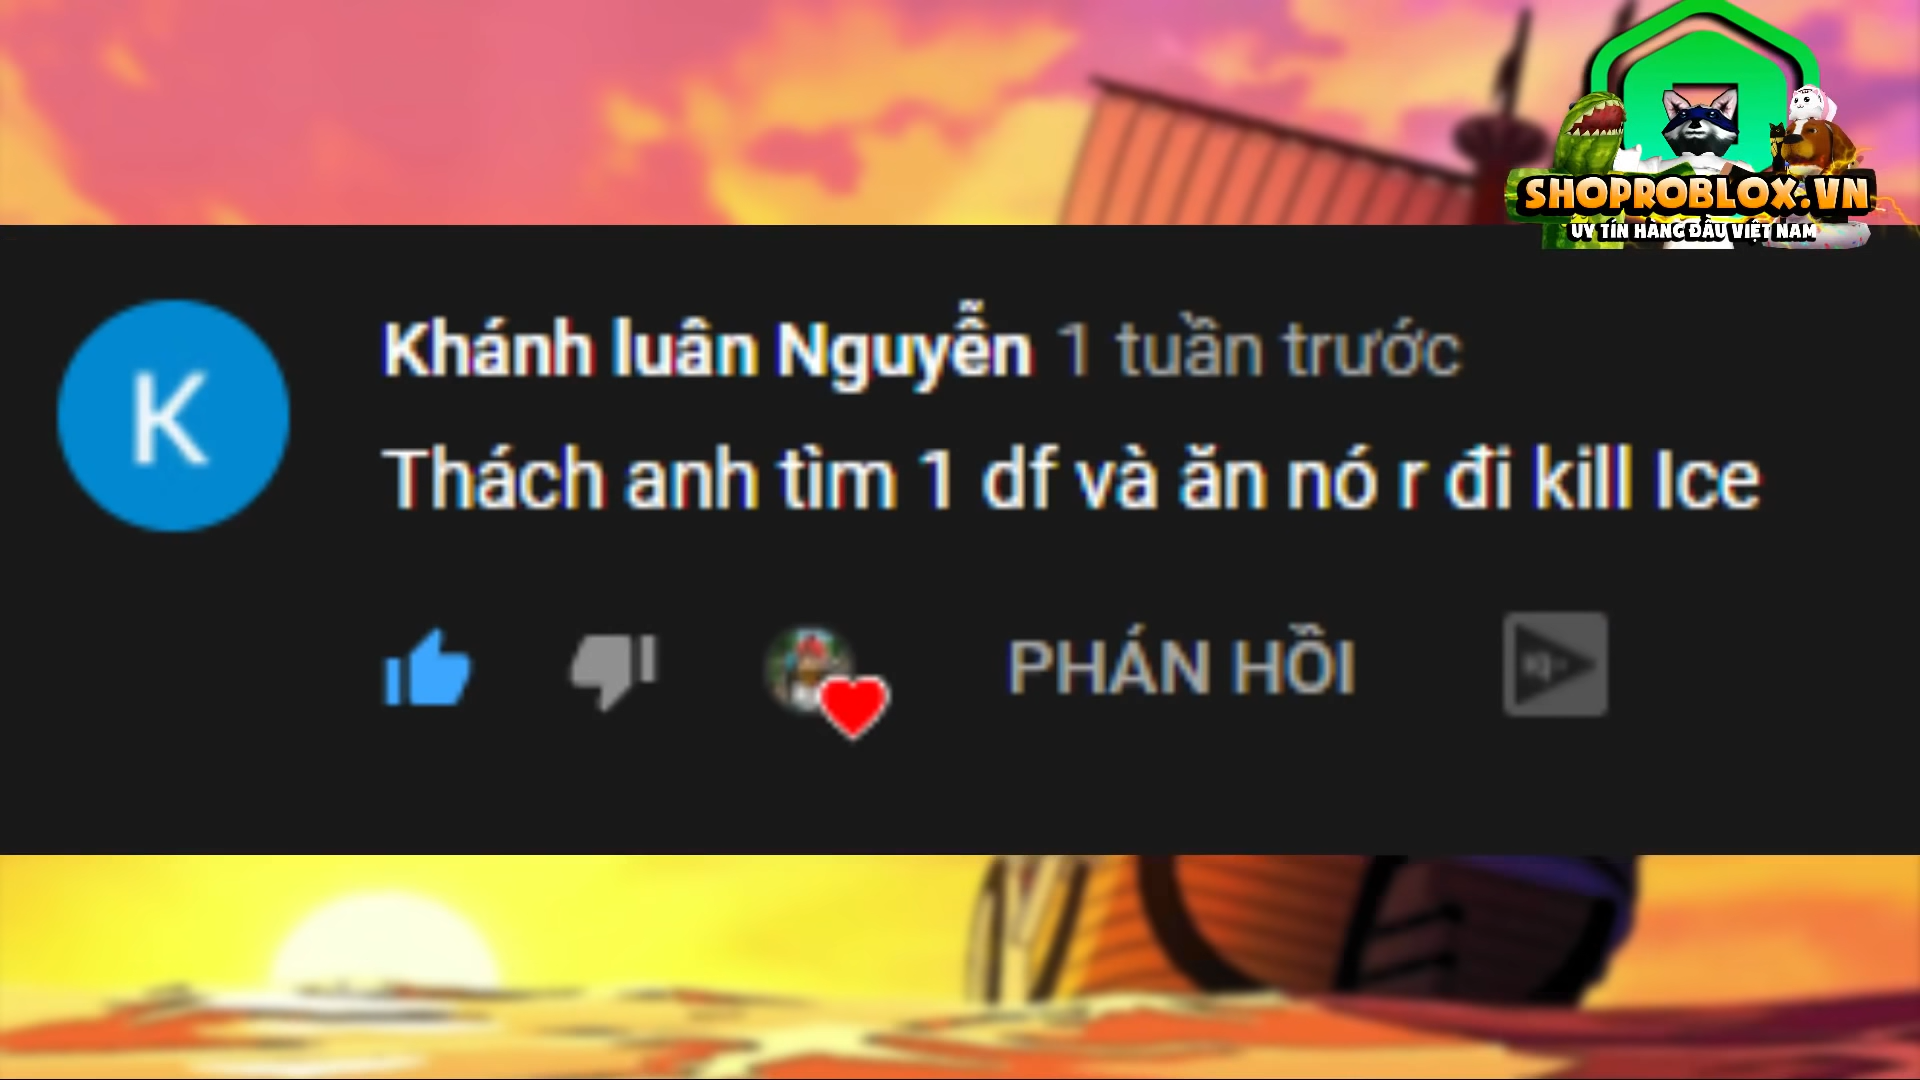 SHOPROBLOX.VN
UY TÍN HÀNG ĐẦU VIỆT NAM
K
Khánh luân Nguyễn 1 tuần trước
Thách anh tìm 1 df và ăn nó r đi kill Ice
PHẢN HỒI